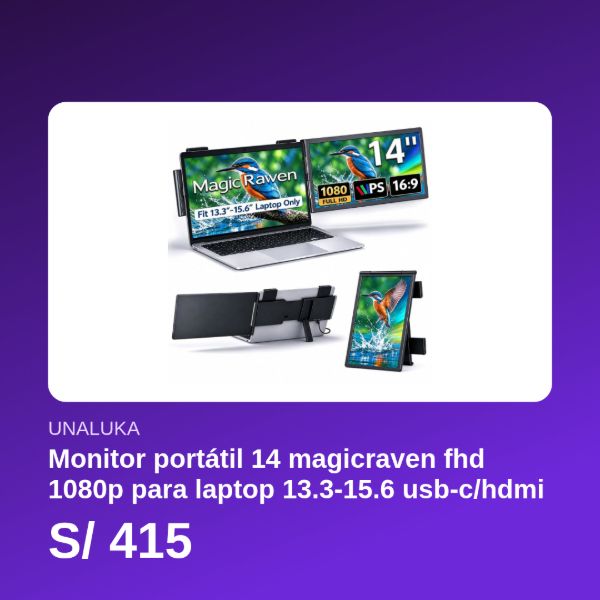 Magic Raven
Fit 13.3"-15.6" Laptop Only
14"
1080
FULL HD
IPS
16:9
UNALUKA
Monitor portátil 14 magicraven fhd
1080p para laptop 13.3-15.6 usb-c/hdmi
S/ 415